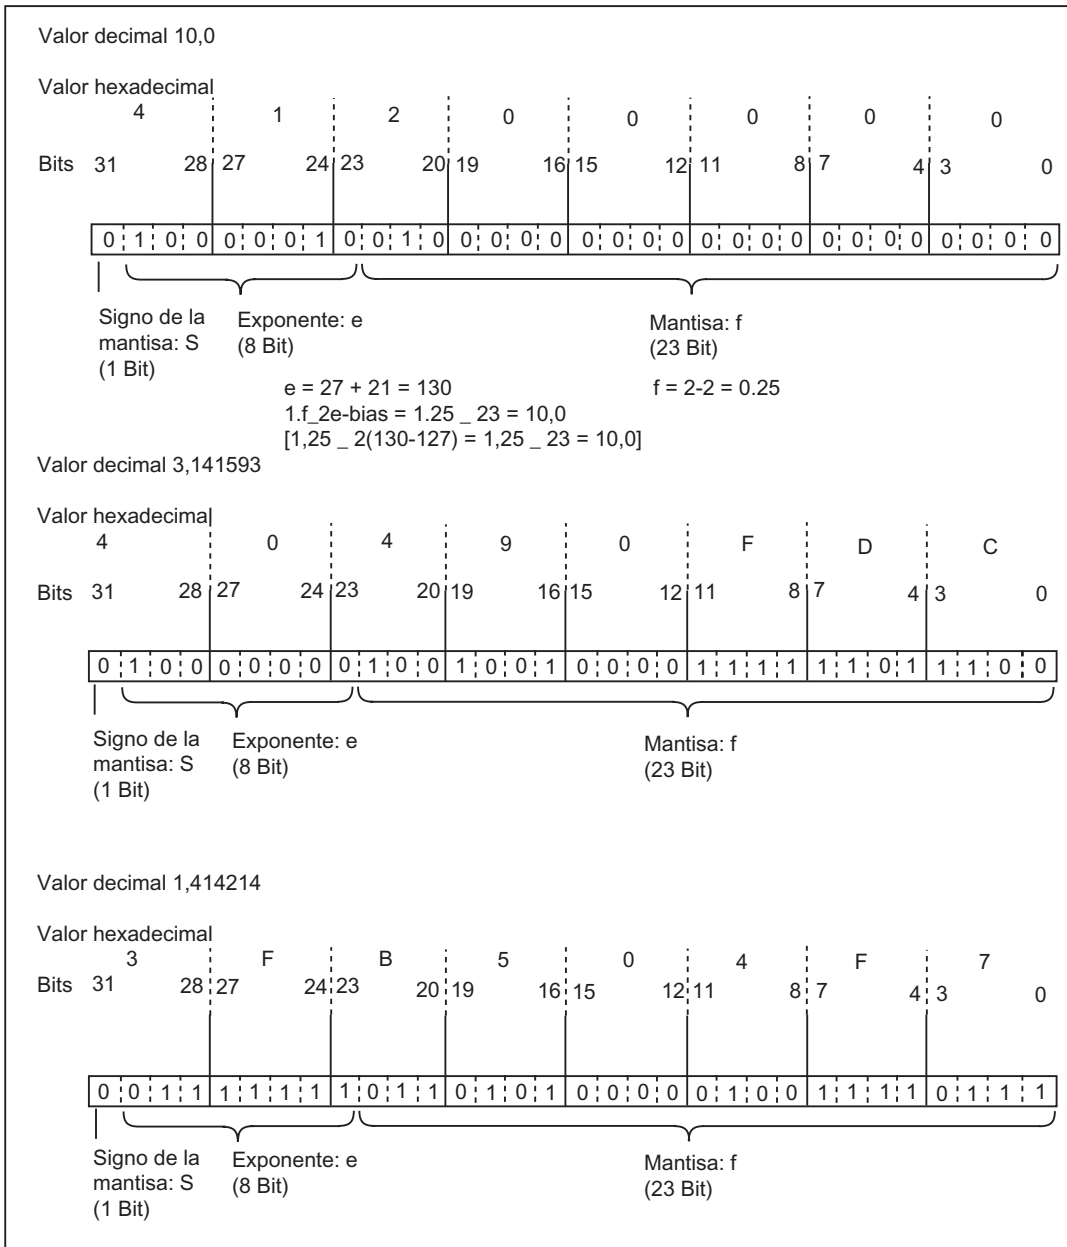 Valor decimal 10,0
Valor hexadecimal
4 1 2 0 0 0 0 0
Bits 31 28 27 24 23 20 19 16 15 12 11 8 7 4 3 0
0 1 0 0 0 0 0 1 0 0 1 0 0 0 0 0 0 0 0 0 0 0 0 0 0 0 0 0 0 0 0 0
Signo de la mantisa: S (1 Bit)
Exponente: e (8 Bit)
Mantisa: f (23 Bit)
e = 27 + 21 = 130
f = 2-2 = 0.25
1.f_2e-bias = 1.25 _ 23 = 10,0
[1,25 _ 2(130-127) = 1,25 _ 23 = 10,0]
Valor decimal 3,141593
Valor hexadecimal
4 0 4 9 0 F D C
Bits 31 28 27 24 23 20 19 16 15 12 11 8 7 4 3 0
0 1 0 0 0 0 0 0 0 1 0 0 1 0 0 1 0 0 0 0 1 1 1 1 1 1 0 1 1 1 0 0
Signo de la mantisa: S (1 Bit)
Exponente: e (8 Bit)
Mantisa: f (23 Bit)
Valor decimal 1,414214
Valor hexadecimal
3 F B 5 0 4 F 7
Bits 31 28 27 24 23 20 19 16 15 12 11 8 7 4 3 0
0 0 1 1 1 1 1 1 1 0 1 1 0 1 0 1 0 0 0 0 0 1 0 0 1 1 1 1 0 1 1 1
Signo de la mantisa: S (1 Bit)
Exponente: e (8 Bit)
Mantisa: f (23 Bit)